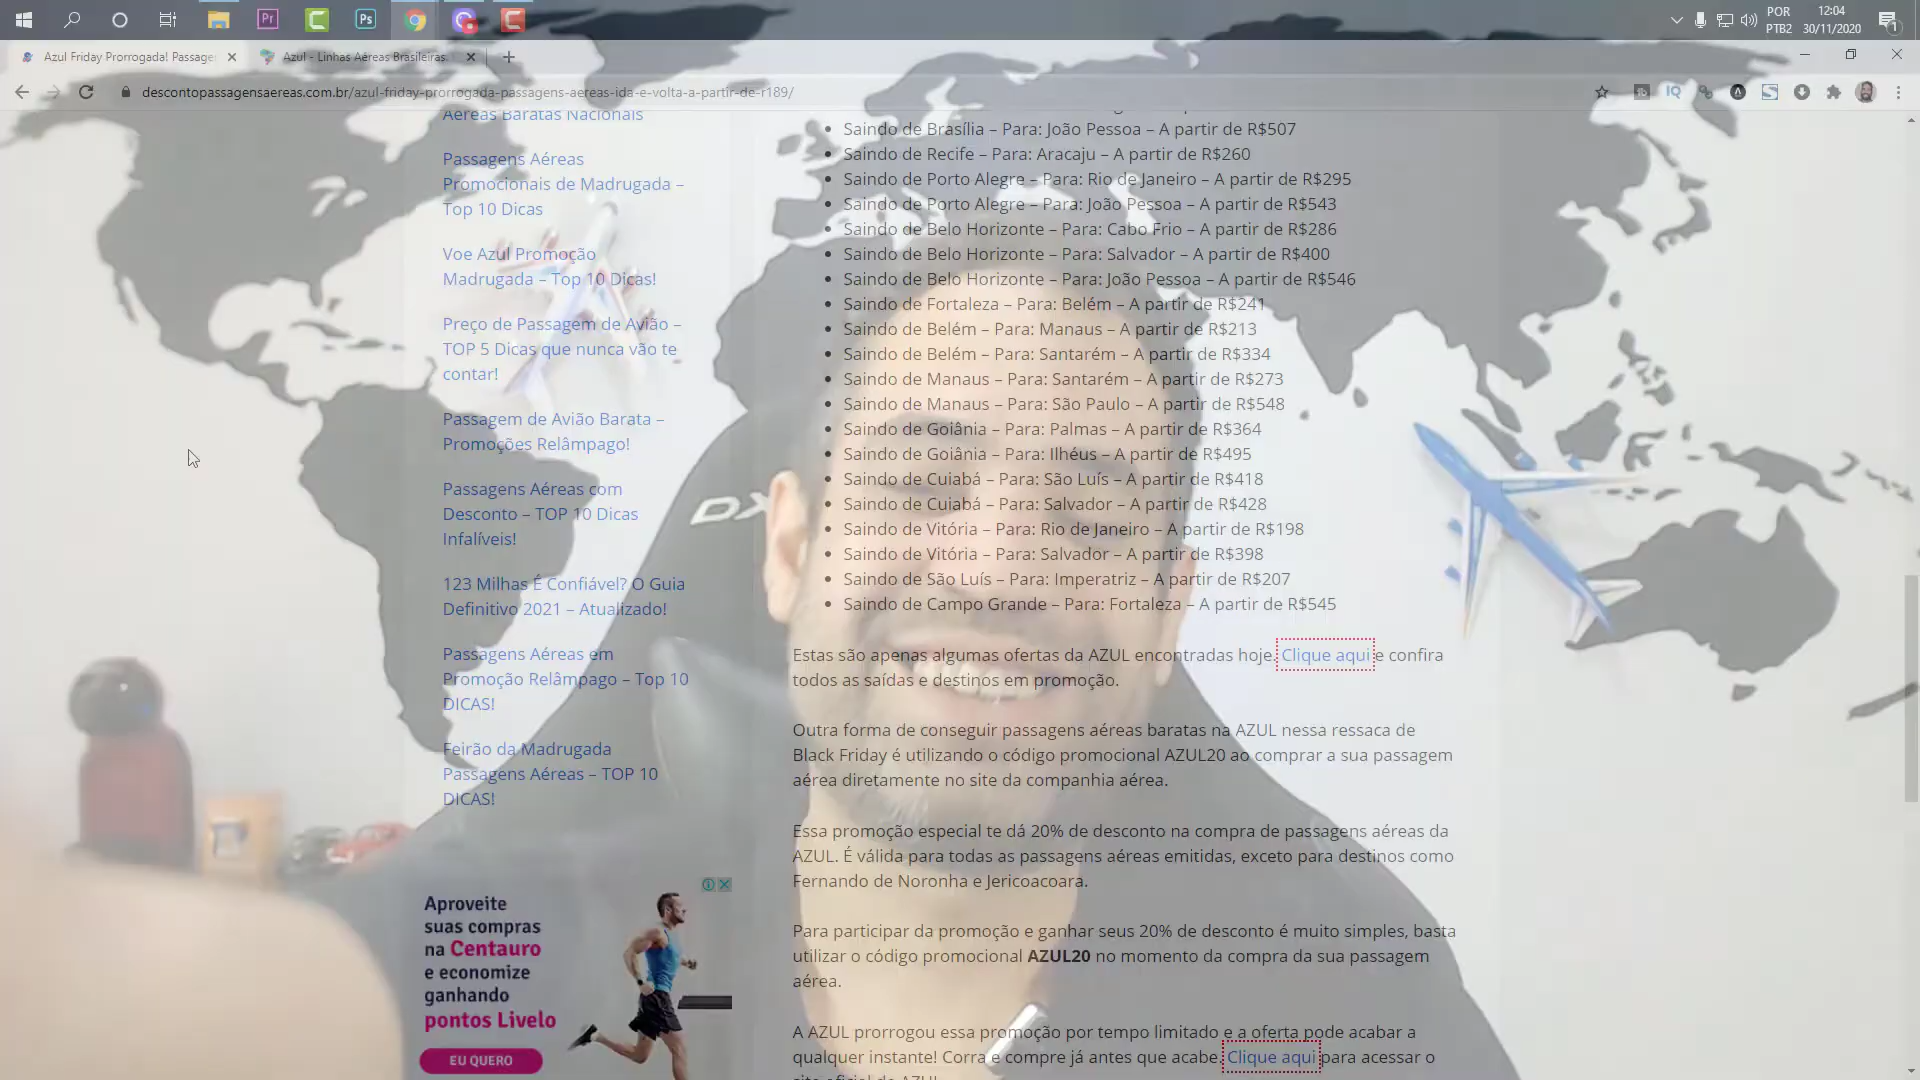 POR
PTB2
12:04
30/11/2020
Azul Friday Prorrogada! Passage
Azul - Linhas Aéreas Brasileiras.
descontopassagensaereas.com.br/azul-friday-prorrogada-passagens-aereas-ida-e-volta-a-partir-de-r189/
Aéreas Baratas Nacionais
Passagens Aéreas
Promocionais de Madrugada –
Top 10 Dicas
Voe Azul Promoção
Madrugada – Top 10 Dicas!
Preço de Passagem de Avião –
TOP 5 Dicas que nunca vão te
contar!
Passagem de Avião Barata –
Promoções Relâmpago!
Passagens Aéreas com
Desconto – TOP 10 Dicas
Infalíveis!
123 Milhas É Confiável? O Guia
Definitivo 2021 – Atualizado!
Passagens Aéreas em
Promoção Relâmpago – Top 10
DICAS!
Feirão da Madrugada
Passagens Aéreas – TOP 10
DICAS!
Aproveite
suas compras
na Centauro
e economize
ganhando
pontos Livelo
EU QUERO
Saindo de Brasília – Para: João Pessoa – A partir de R$507
Saindo de Recife – Para: Aracaju – A partir de R$260
Saindo de Porto Alegre – Para: Rio de Janeiro – A partir de R$295
Saindo de Porto Alegre – Para: João Pessoa – A partir de R$543
Saindo de Belo Horizonte – Para: Cabo Frio – A partir de R$286
Saindo de Belo Horizonte – Para: Salvador – A partir de R$400
Saindo de Belo Horizonte – Para: João Pessoa – A partir de R$546
Saindo de Fortaleza – Para: Belém – A partir de R$241
Saindo de Belém – Para: Manaus – A partir de R$213
Saindo de Belém – Para: Santarém – A partir de R$334
Saindo de Manaus – Para: Santarém – A partir de R$273
Saindo de Manaus – Para: São Paulo – A partir de R$548
Saindo de Goiânia – Para: Palmas – A partir de R$364
Saindo de Goiânia – Para: Ilhéus – A partir de R$495
Saindo de Cuiabá – Para: São Luís – A partir de R$418
Saindo de Cuiabá – Para: Salvador – A partir de R$428
Saindo de Vitória – Para: Rio de Janeiro – A partir de R$198
Saindo de Vitória – Para: Salvador – A partir de R$398
Saindo de São Luís – Para: Imperatriz – A partir de R$207
Saindo de Campo Grande – Para: Fortaleza – A partir de R$545
Estas são apenas algumas ofertas da AZUL encontradas hoje. Clique aqui e confira
todos as saídas e destinos em promoção.
Outra forma de conseguir passagens aéreas baratas na AZUL nessa ressaca de
Black Friday é utilizando o código promocional AZUL20 ao comprar a sua passagem
aérea diretamente no site da companhia aérea.
Essa promoção especial te dá 20% de desconto na compra de passagens aéreas da
AZUL. É válida para todas as passagens aéreas emitidas, exceto para destinos como
Fernando de Noronha e Jericoacoara.
Para participar da promoção e ganhar seus 20% de desconto é muito simples, basta
utilizar o código promocional AZUL20 no momento da compra da sua passagem
aérea.
A AZUL prorrogou essa promoção por tempo limitado e a oferta pode acabar a
qualquer instante! Corra e compre já antes que acabe. Clique aqui para acessar o
site oficial da AZUL.